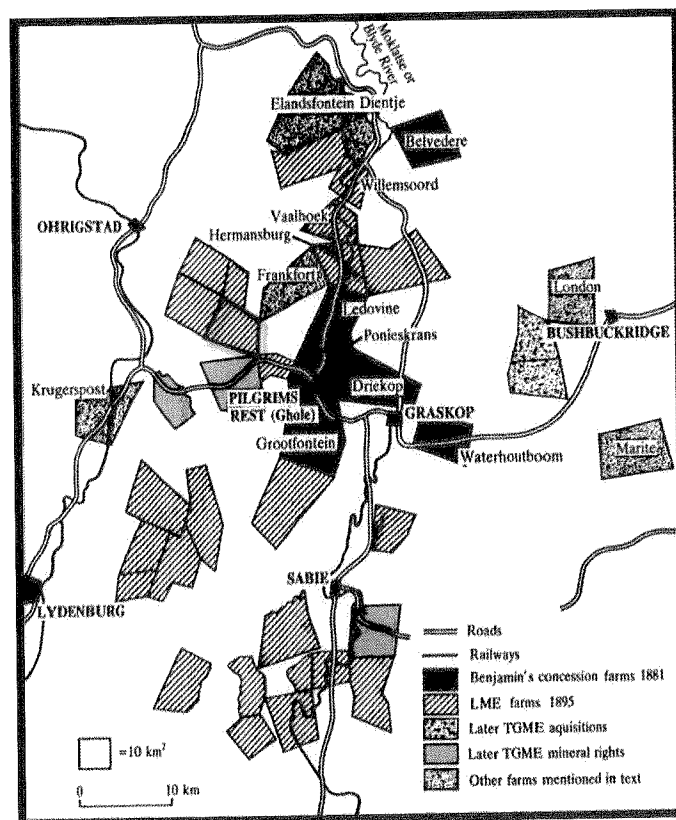 Moklatse or
Blyde River
Elandsfontein Dientje
Belvedere
Willemsoord
Vaalhoek
OHRIGSTAD
Hermansburg
Frankfort
London
Ledovine
BUSHBUCKRIDGE
Ponieskrans
Krugerspost
Driekop
PILGRIMS
REST (Ghole)
GRASKOP
Grootfontein
Waterhoutboom
Marite
SABIE
LYDENBURG
Roads
Railways
Benjamin's concession farms 1881
LME farms 1895
Later TGME aquisitions
Later TGME mineral rights
Other farms mentioned in text
=10 km²
0 10 km